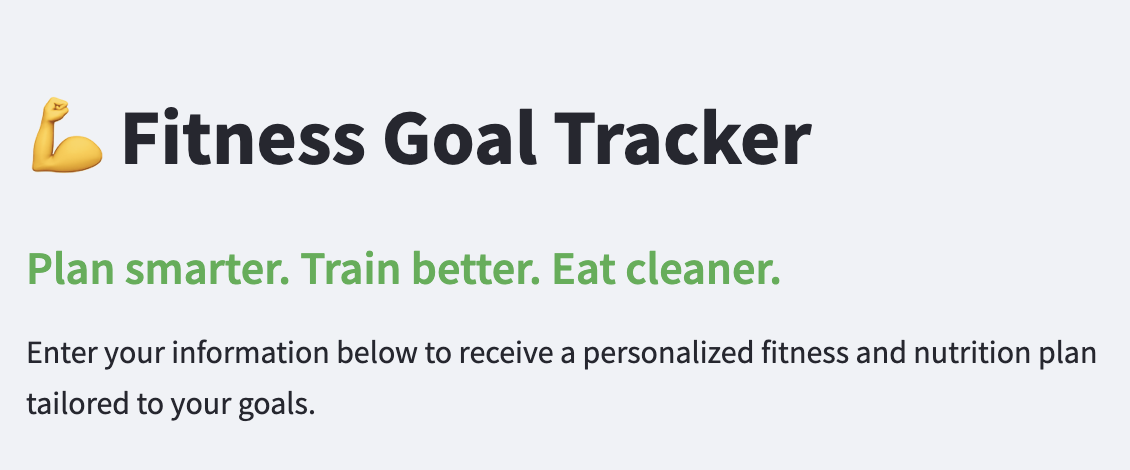 Fitness Goal Tracker
Plan smarter. Train better. Eat cleaner.
Enter your information below to receive a personalized fitness and nutrition plan
tailored to your goals.